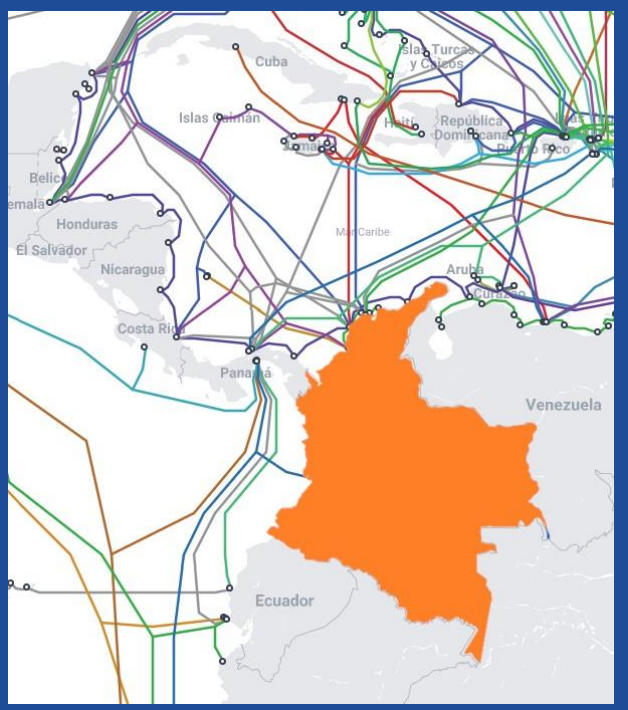 Cuba
Islas Turcas
y Caicos
Islas Caimán
Haití
República
Dominicana
Puerto Rico
Jamaica
Belice
Honduras
El Salvador
Nicaragua
Mar Caribe
Aruba
Curazao
Costa Rica
Panamá
Venezuela
Ecuador